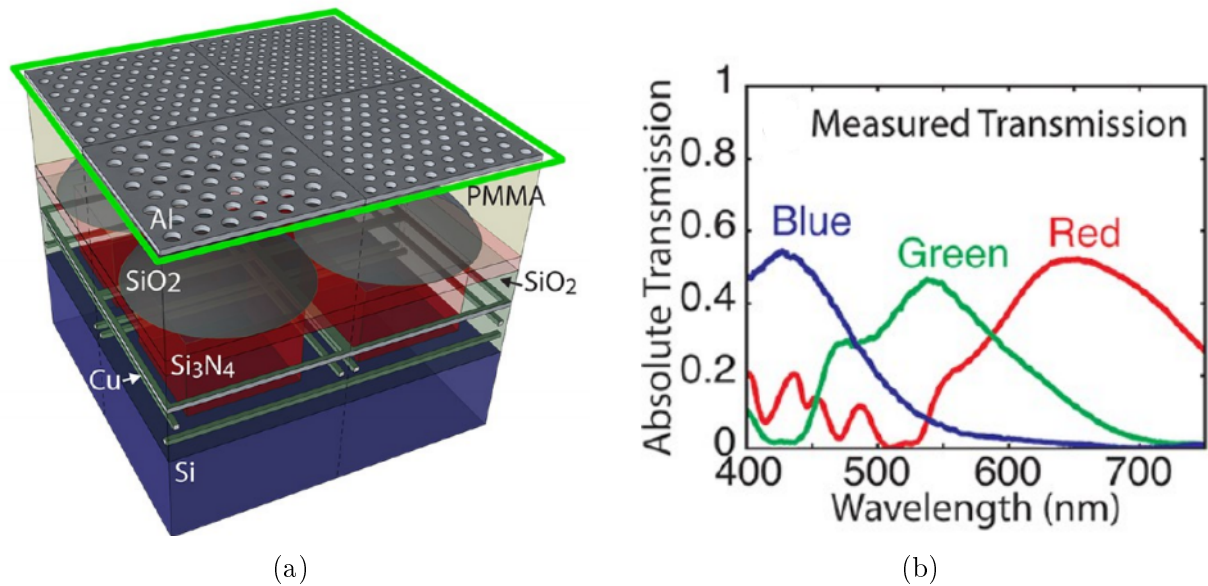 Al
PMMA
SiO2
SiO2
Si3N4
Cu
Si
(a)
Measured Transmission
Blue
Green
Red
Absolute Transmission
1
0.8
0.6
0.4
0.2
0
400
500
600
700
Wavelength (nm)
(b)